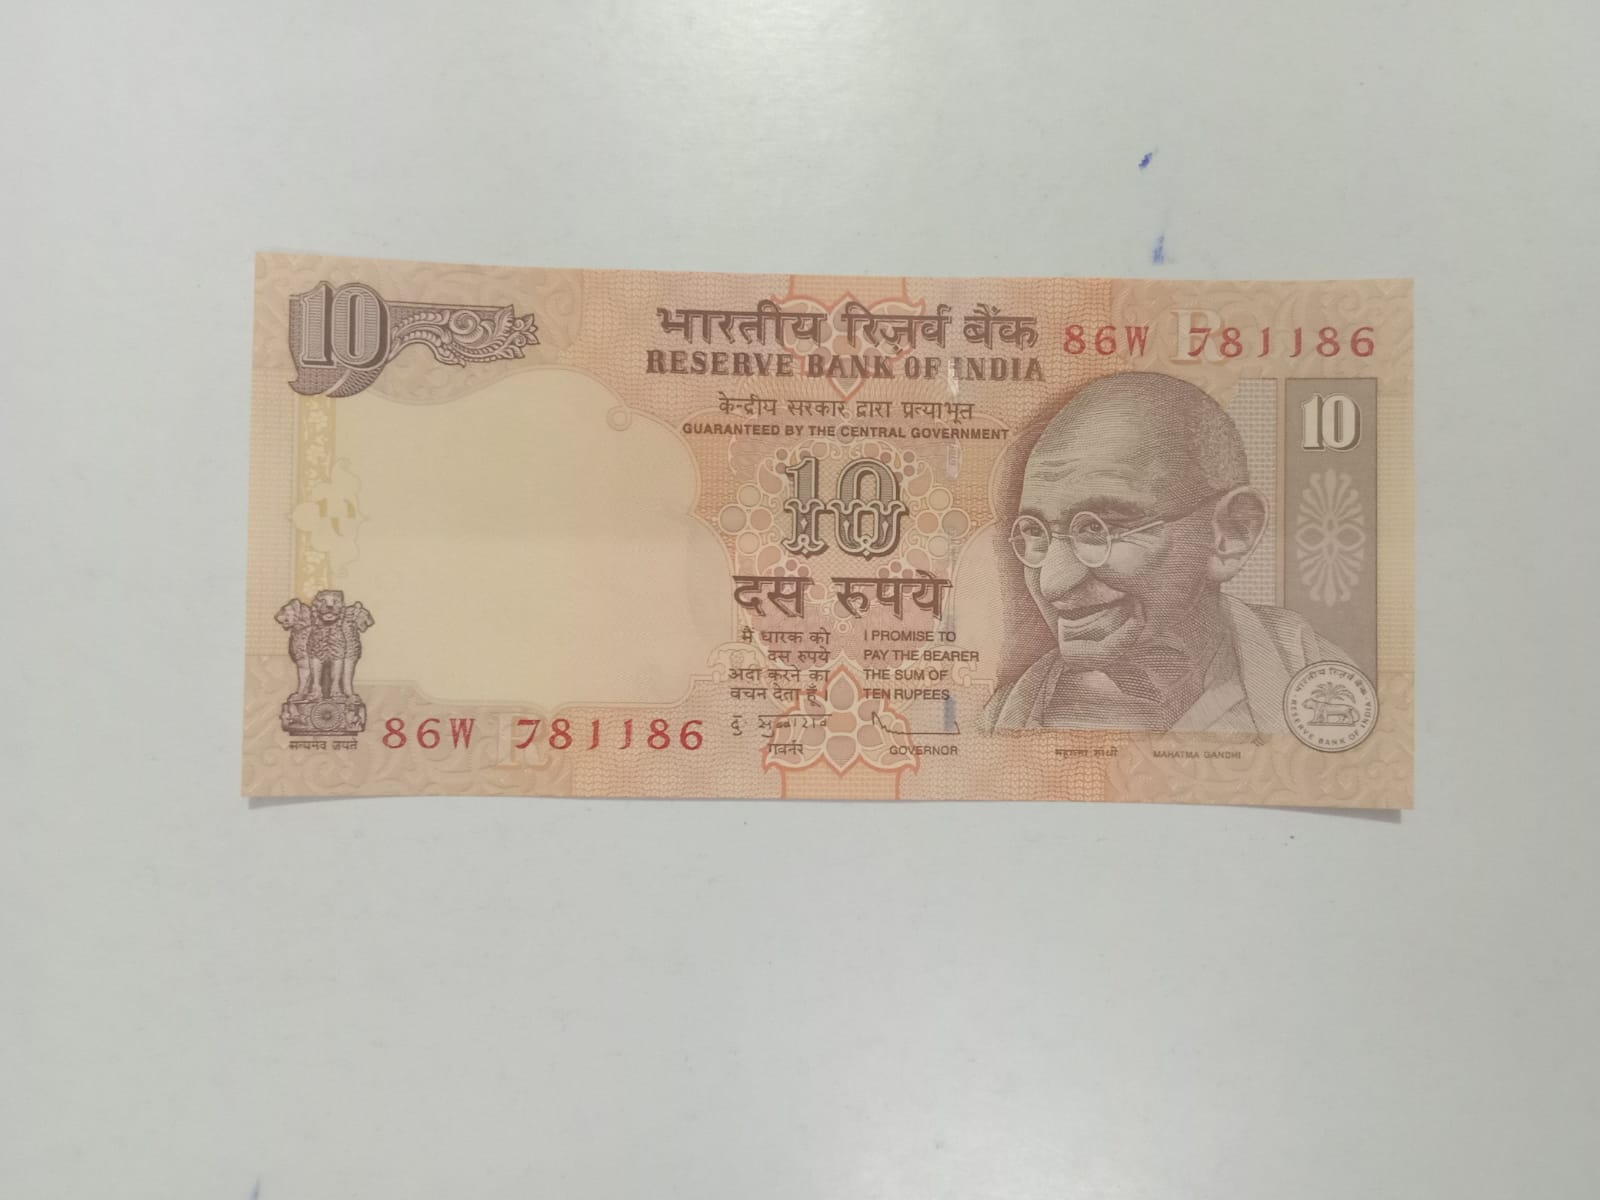 10
भारतीय रिज़र्व बैंक
RESERVE BANK OF INDIA
86W 781186
केन्द्रीय सरकार द्वारा प्रत्याभूत
GUARANTEED BY THE CENTRAL GOVERNMENT
10
10
दस रुपये
मैं धारक को
दस रुपये
अदा करने का
वचन देता हूँ।
I PROMISE TO
PAY THE BEARER
THE SUM OF
TEN RUPEES
दु. सुब्बाराव
गवर्नर
GOVERNOR
सत्यमेव जयते
86W 781186
R
R
महात्मा गांधी
MAHATMA GANDHI
भारतीय रिज़र्व बैंक
RESERVE BANK OF INDIA